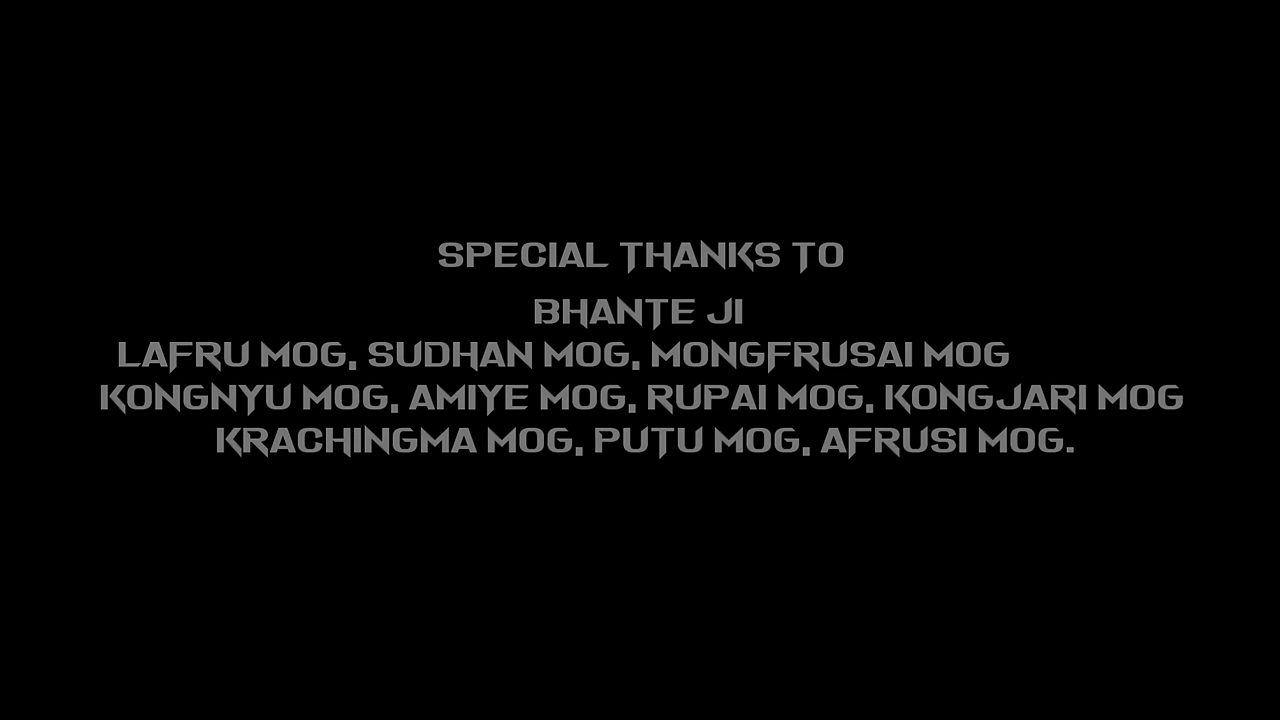 SPECIAL THANKS TO
BHANTE JI
LAFRU MOG, SUDHAN MOG, MONGFRUSAI MOG
KONGNYU MOG, AMIYE MOG, RUPAI MOG, KONGJARI MOG
KRACHINGMA MOG, PUTU MOG, AFRUSI MOG.